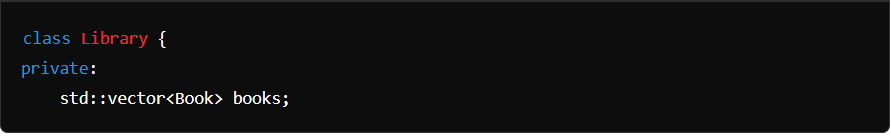 class Library {
private:
    std::vector<Book> books;